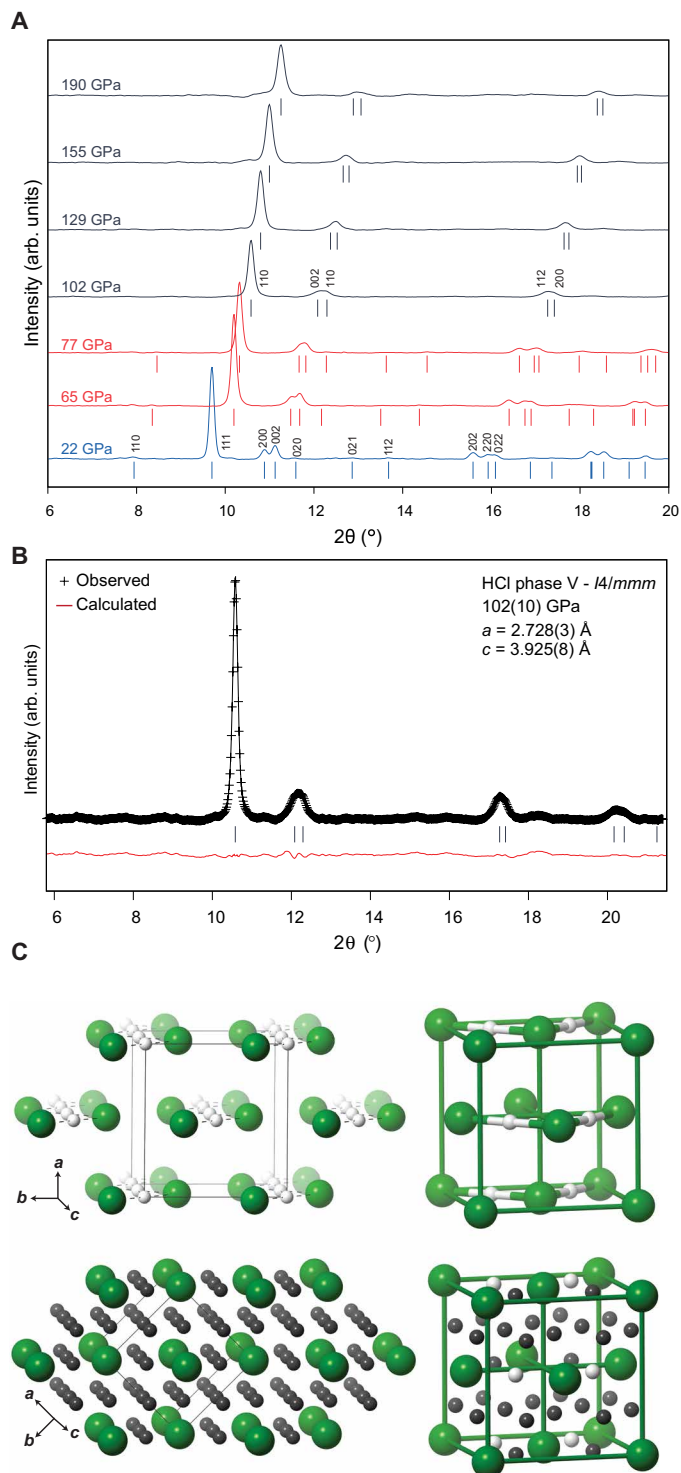 A
190 GPa
155 GPa
129 GPa
102 GPa
110
002
110
112
200
77 GPa
65 GPa
22 GPa
110
111
200
002
020
021
112
202
220
022
Intensity (arb. units)
6 8 10 12 14 16 18 20
2θ (°)
B
+ Observed
— Calculated
HCl phase V - I4/mmm
102(10) GPa
a = 2.728(3) Å
c = 3.925(8) Å
Intensity (arb. units)
6 8 10 12 14 16 18 20
2θ (°)
C
a
b
c
a
b
c